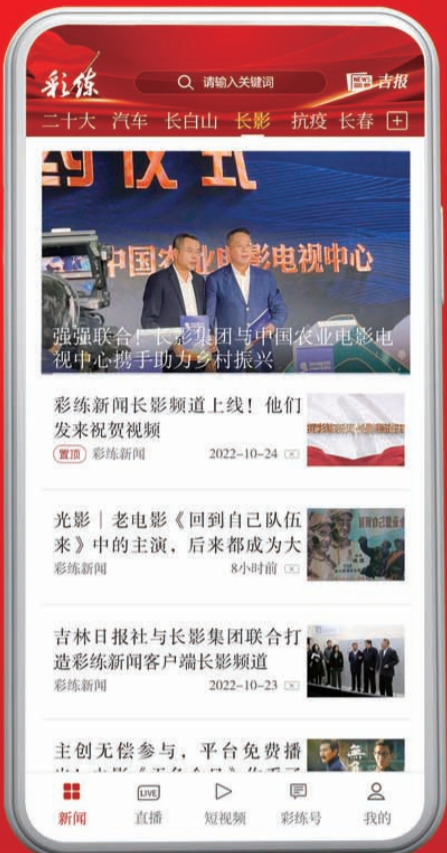 彩练
请输入关键词
NEWS
吉报
二十大 汽车 长白山 长影 抗疫 长春
约仪式
中国农业电影电视中心
强强联合！长影集团与中国农业电影电
视中心携手助力乡村振兴
彩练新闻长影频道上线！他们
发来祝贺视频
置顶 彩练新闻 2022-10-24
光影｜老电影《回到自己队伍
来》中的主演，后来都成为大
彩练新闻 8小时前
吉林日报社与长影集团联合打
造彩练新闻客户端长影频道
彩练新闻 2022-10-23
主创无偿参与，平台免费播
LIVE
新闻 直播 短视频 彩练号 我的